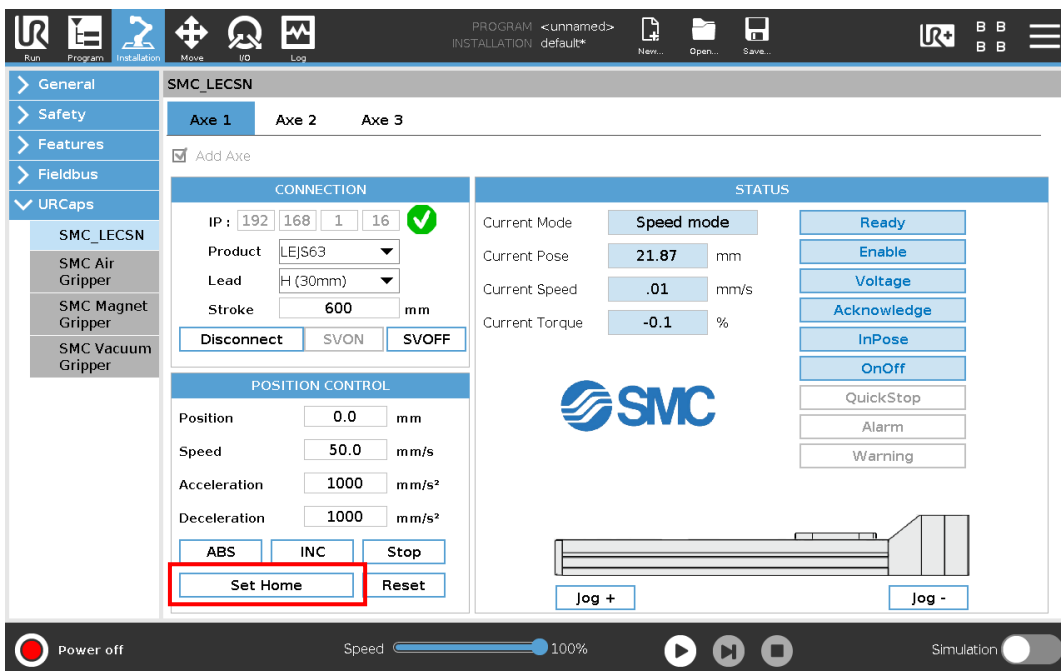 PROGRAM <unnamed>
INSTALLATION default*
UR
Run
Program
Installation
Move
I/O
Log
New...
Open...
Save...
UR+
B B
B B
General
Safety
Features
Fieldbus
URCaps
SMC_LECSN
SMC Air
Gripper
SMC Magnet
Gripper
SMC Vacuum
Gripper
SMC_LECSN
Axe 1 Axe 2 Axe 3
Add Axe
CONNECTION
IP : 192 168 1 16
Product LEJS63
Lead H (30mm)
Stroke 600 mm
Disconnect SVON SVOFF
POSITION CONTROL
Position 0.0 mm
Speed 50.0 mm/s
Acceleration 1000 mm/s²
Deceleration 1000 mm/s²
ABS INC Stop
Set Home Reset
STATUS
Current Mode Speed mode
Current Pose 21.87 mm
Current Speed .01 mm/s
Current Torque -0.1 %
Ready
Enable
Voltage
Acknowledge
InPose
OnOff
QuickStop
Alarm
Warning
SMC
Jog + Jog -
Power off
Speed 100%
Simulation